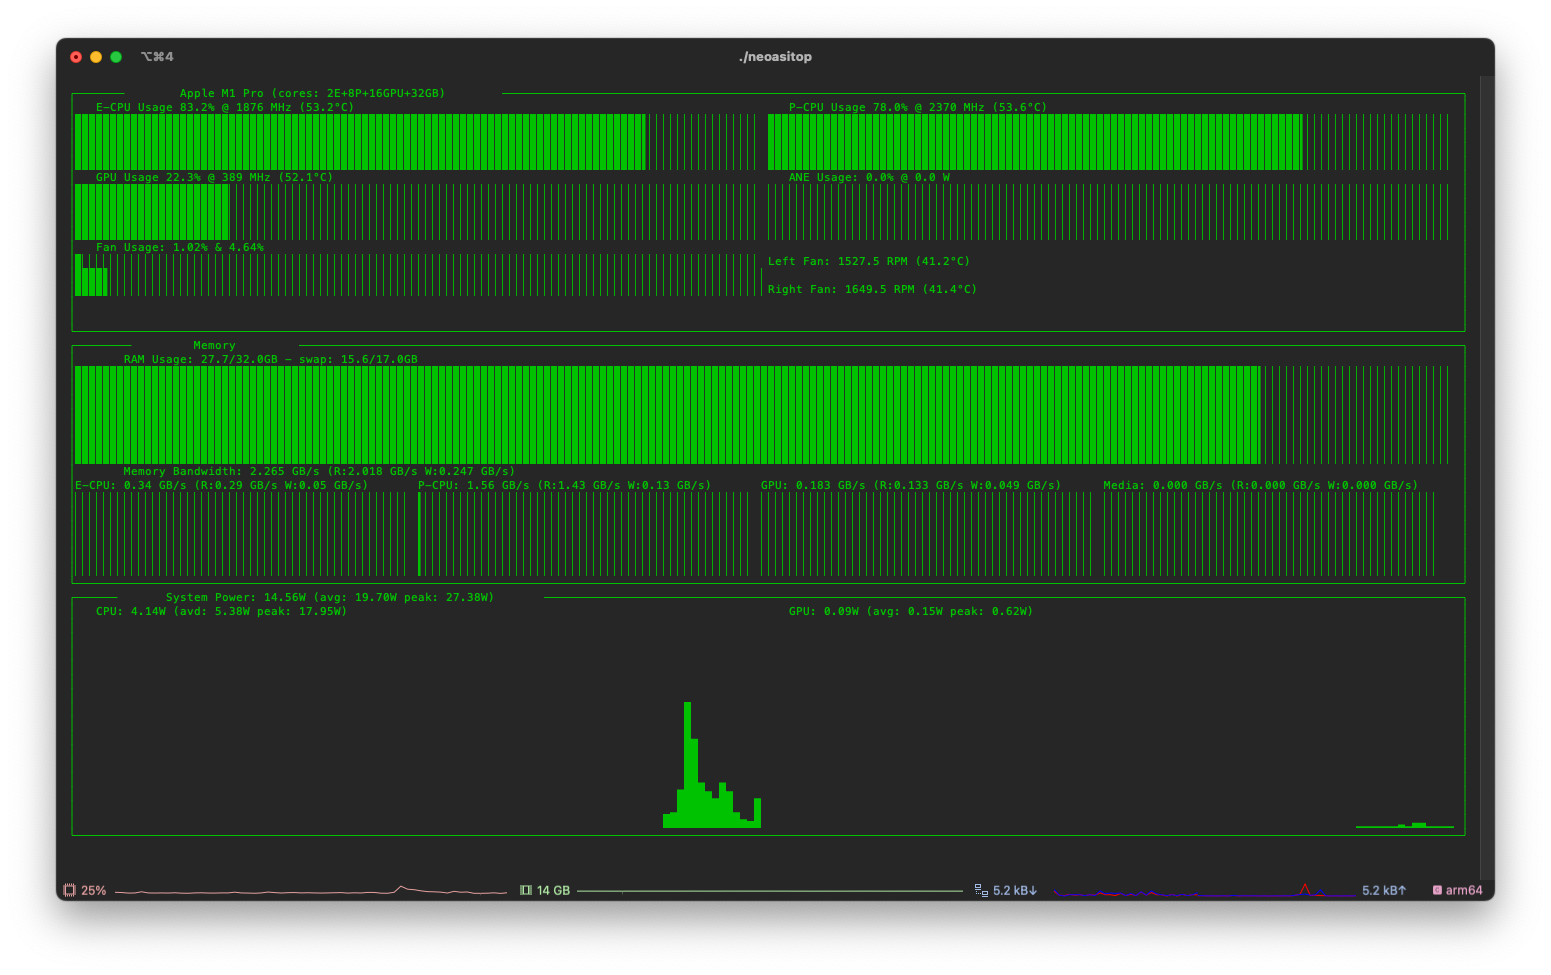 ⌥⌘4 ./neoasitop
Apple M1 Pro (cores: 2E+8P+16GPU+32GB)
E-CPU Usage 83.2% @ 1876 MHz (53.2°C) P-CPU Usage 78.0% @ 2370 MHz (53.6°C)
GPU Usage 22.3% @ 389 MHz (52.1°C) ANE Usage: 0.0% @ 0.0 W
Fan Usage: 1.02% & 4.64%
Left Fan: 1527.5 RPM (41.2°C)
Right Fan: 1649.5 RPM (41.4°C)
Memory
RAM Usage: 27.7/32.0GB - swap: 15.6/17.0GB
Memory Bandwidth: 2.265 GB/s (R:2.018 GB/s W:0.247 GB/s)
E-CPU: 0.34 GB/s (R:0.29 GB/s W:0.05 GB/s) P-CPU: 1.56 GB/s (R:1.43 GB/s W:0.13 GB/s) GPU: 0.183 GB/s (R:0.133 GB/s W:0.049 GB/s) Media: 0.000 GB/s (R:0.000 GB/s W:0.000 GB/s)
System Power: 14.56W (avg: 19.70W peak: 27.38W)
CPU: 4.14W (avd: 5.38W peak: 17.95W) GPU: 0.09W (avg: 0.15W peak: 0.62W)
25% 14 GB 5.2 kB↓ 5.2 kB↑ arm64